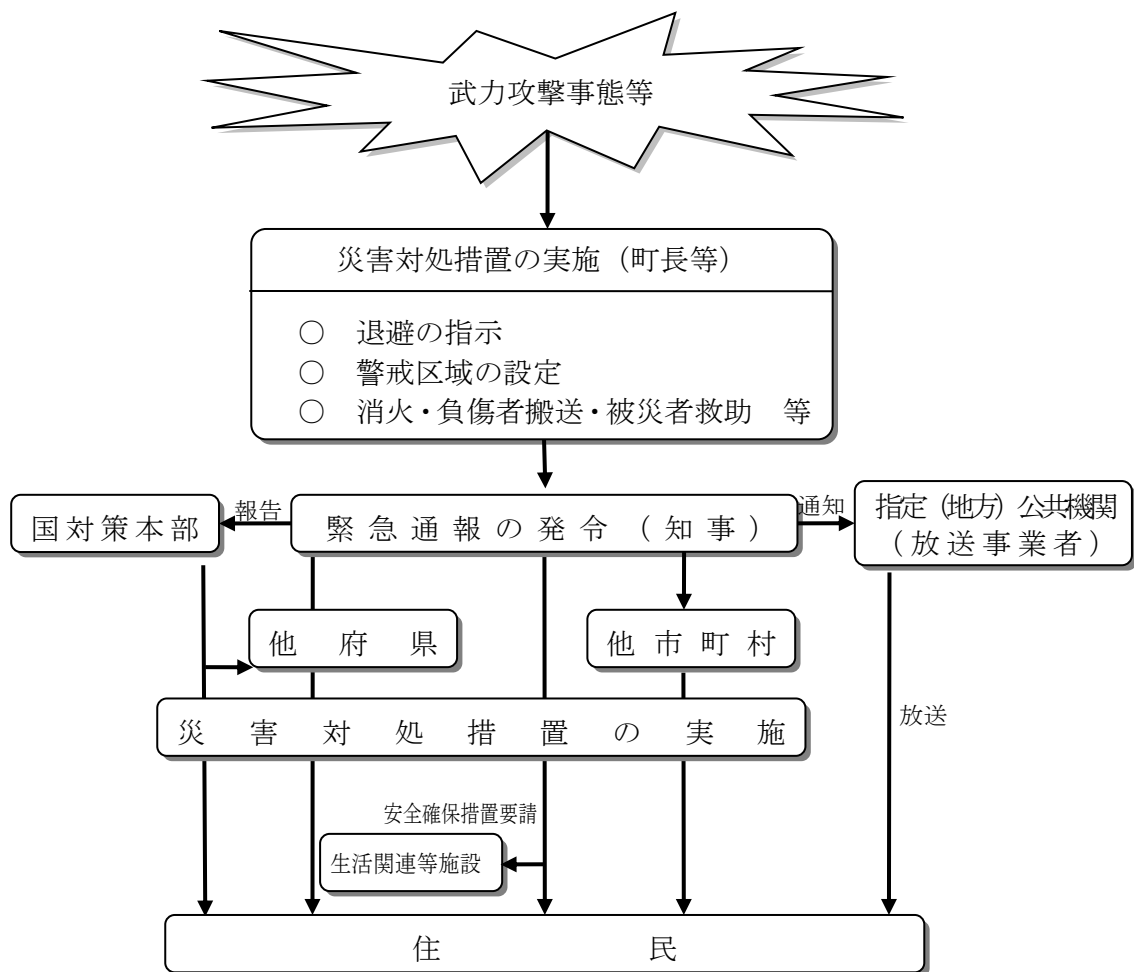 武力攻撃事態等
災害対処措置の実施（町長等）
○ 退避の指示
○ 警戒区域の設定
○ 消火・負傷者搬送・被災者救助 等
国対策本部
報告
緊急通報の発令（知事）
通知
指定（地方）公共機関
（放送事業者）
他府県
他市町村
災害対処措置の実施
放送
安全確保措置要請
生活関連等施設
住民